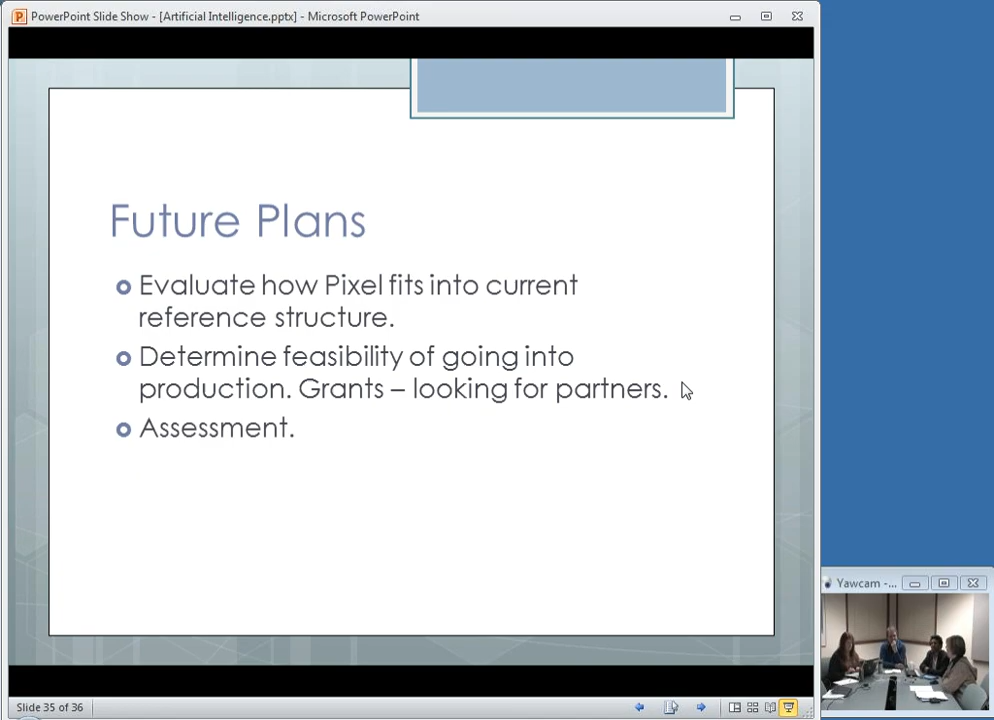 PowerPoint Slide Show - [Artificial Intelligence.pptx] - Microsoft PowerPoint
Future Plans
Evaluate how Pixel fits into current
reference structure.
Determine feasibility of going into
production. Grants – looking for partners.
Assessment.
Yawcam -...
Slide 35 of 36